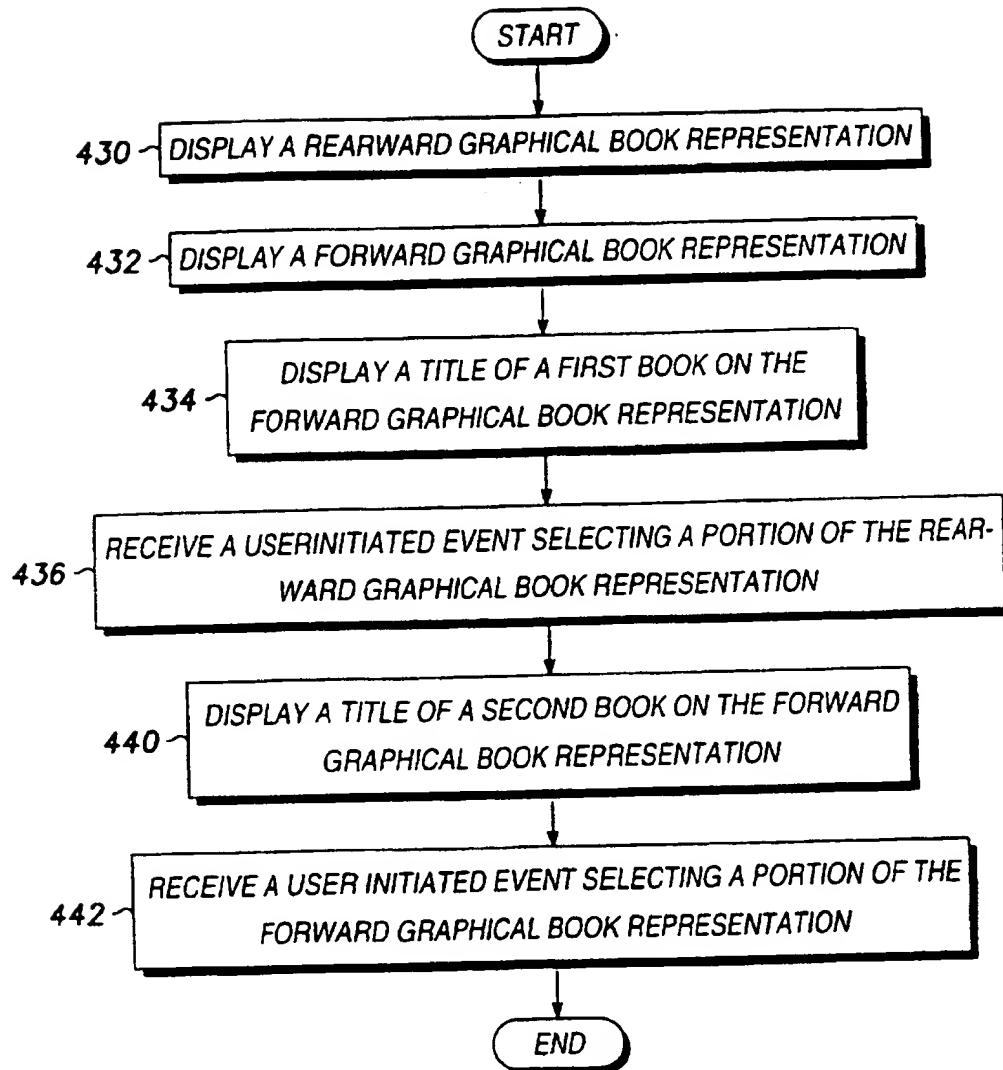 START
430 DISPLAY A REARWARD GRAPHICAL BOOK REPRESENTATION
432 DISPLAY A FORWARD GRAPHICAL BOOK REPRESENTATION
DISPLAY A TITLE OF A FIRST BOOK ON THE
434 FORWARD GRAPHICAL BOOK REPRESENTATION
RECEIVE A USERINITIATED EVENT SELECTING A PORTION OF THE REAR-
436 WARD GRAPHICAL BOOK REPRESENTATION
DISPLAY A TITLE OF A SECOND BOOK ON THE FORWARD
440 GRAPHICAL BOOK REPRESENTATION
RECEIVE A USER INITIATED EVENT SELECTING A PORTION OF THE
442 FORWARD GRAPHICAL BOOK REPRESENTATION
END